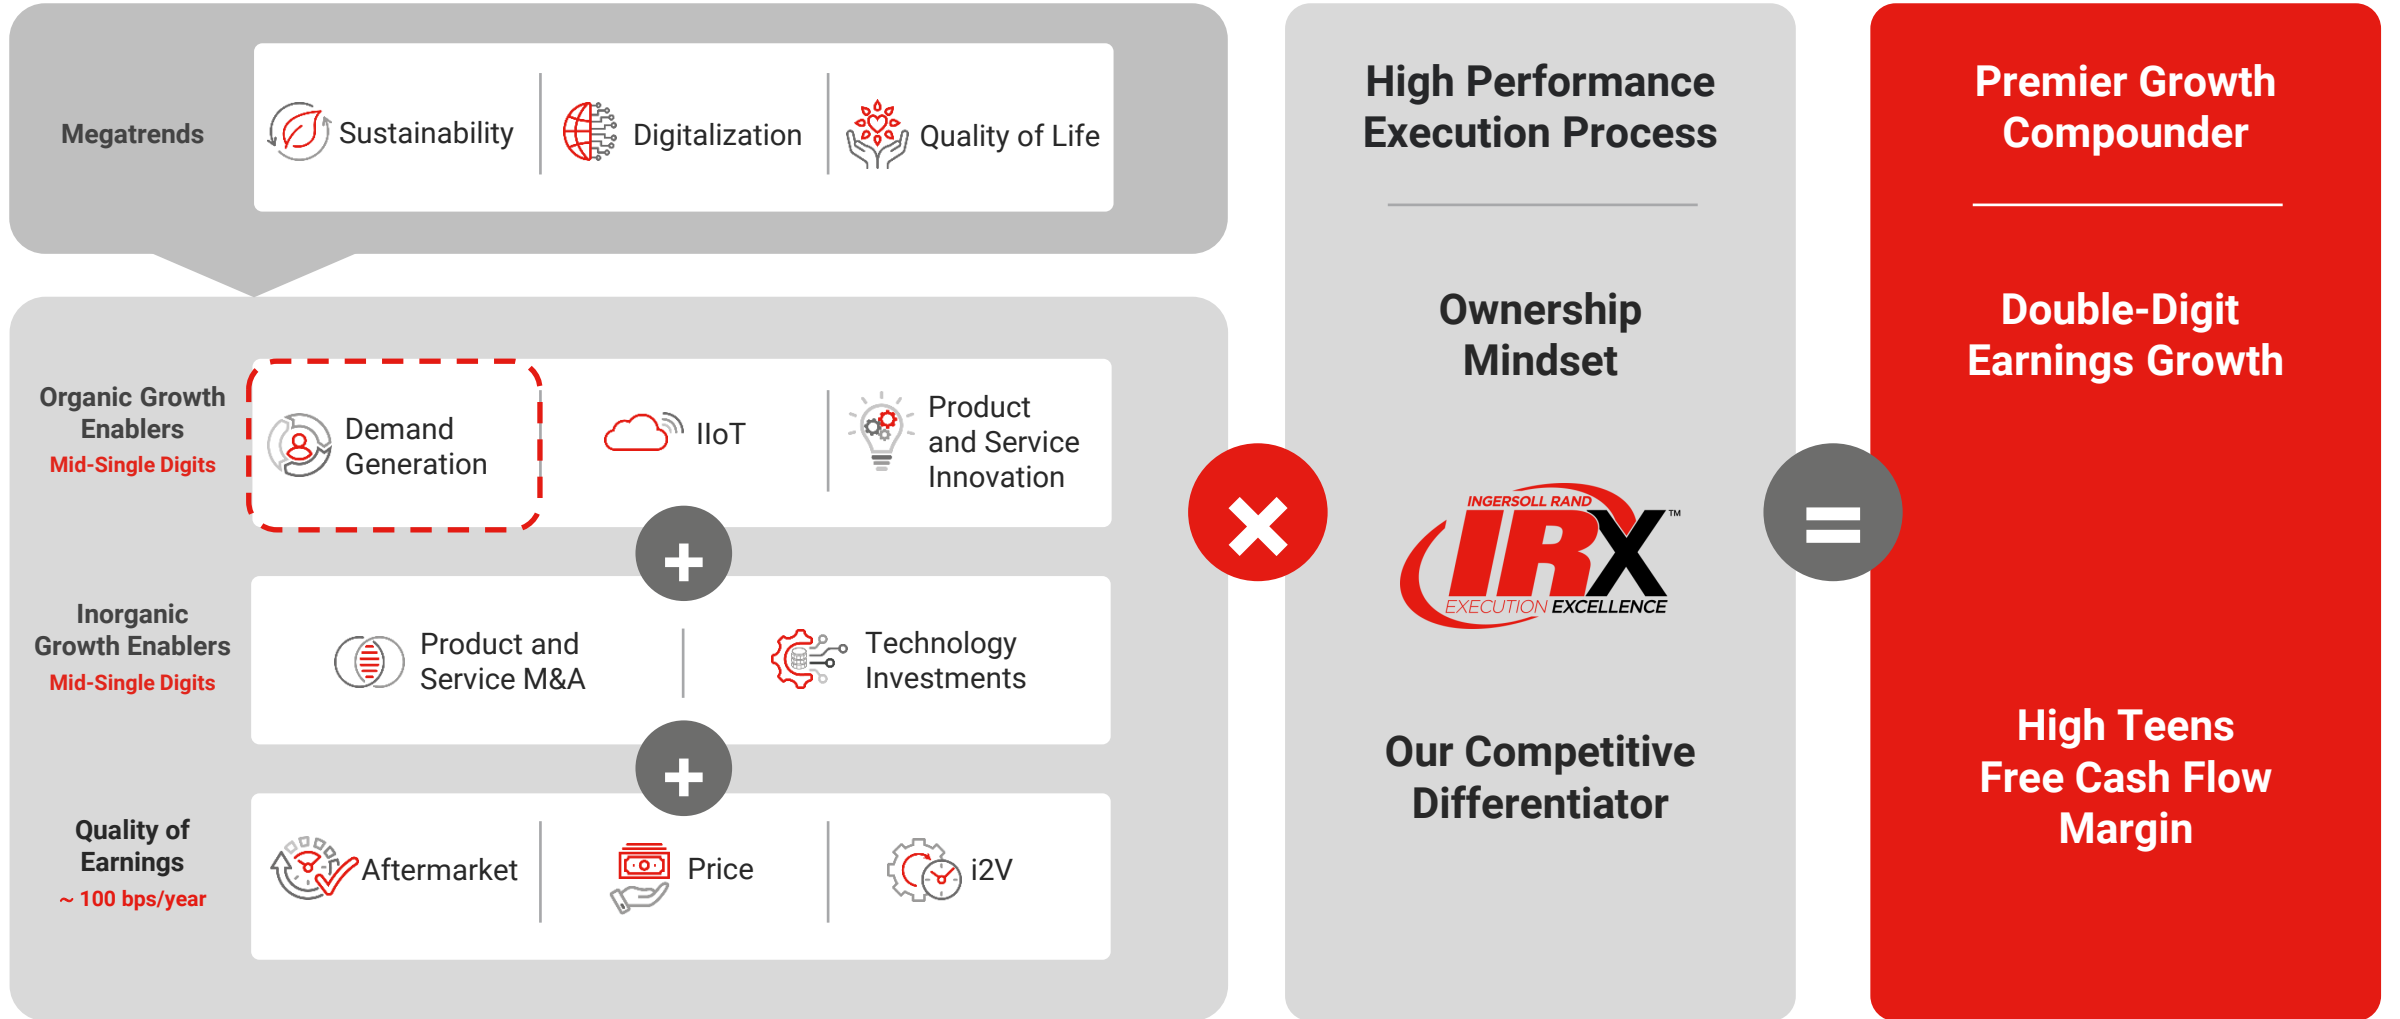 Megatrends
Sustainability
Digitalization
Quality of Life
Organic Growth
Enablers
Mid-Single Digits
Demand
Generation
IIoT
Product
and Service
Innovation
+
Inorganic
Growth Enablers
Mid-Single Digits
Product and
Service M&A
Technology
Investments
+
Quality of
Earnings
~ 100 bps/year
Aftermarket
Price
i2V
×
High Performance
Execution Process
Ownership
Mindset
INGERSOLL RAND
IRX™
EXECUTION EXCELLENCE
Our Competitive
Differentiator
=
Premier Growth
Compounder
Double-Digit
Earnings Growth
High Teens
Free Cash Flow
Margin